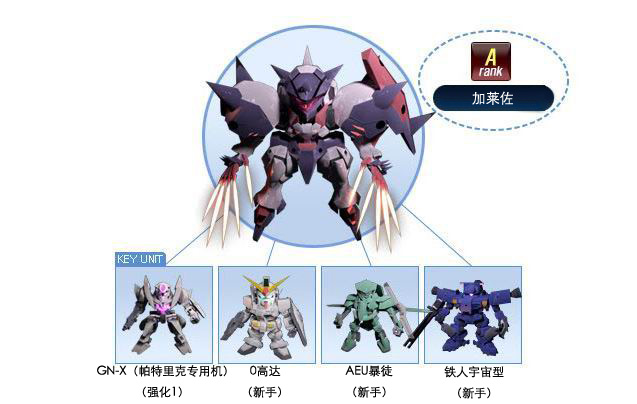 A
rank
加莱佐
KEY UNIT
GN-X（帕特里克专用机）
（强化1）
0高达
（新手）
AEU暴徒
（新手）
铁人宇宙型
（新手）